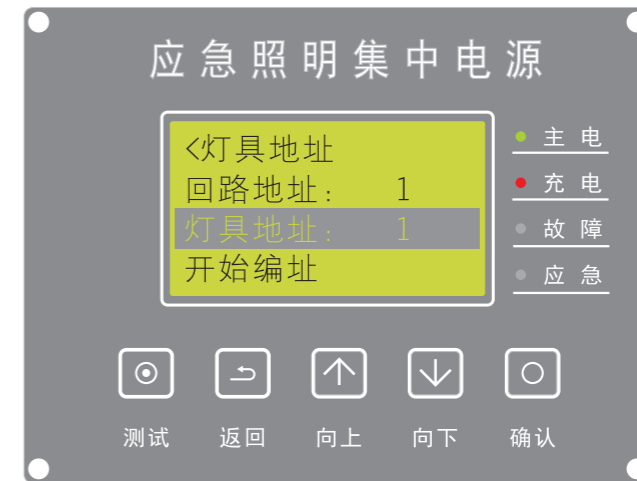 应急照明集中电源
<灯具地址
回路地址： 1
灯具地址： 1
开始编址
主电
充电
故障
应急
测试 返回 向上 向下 确认